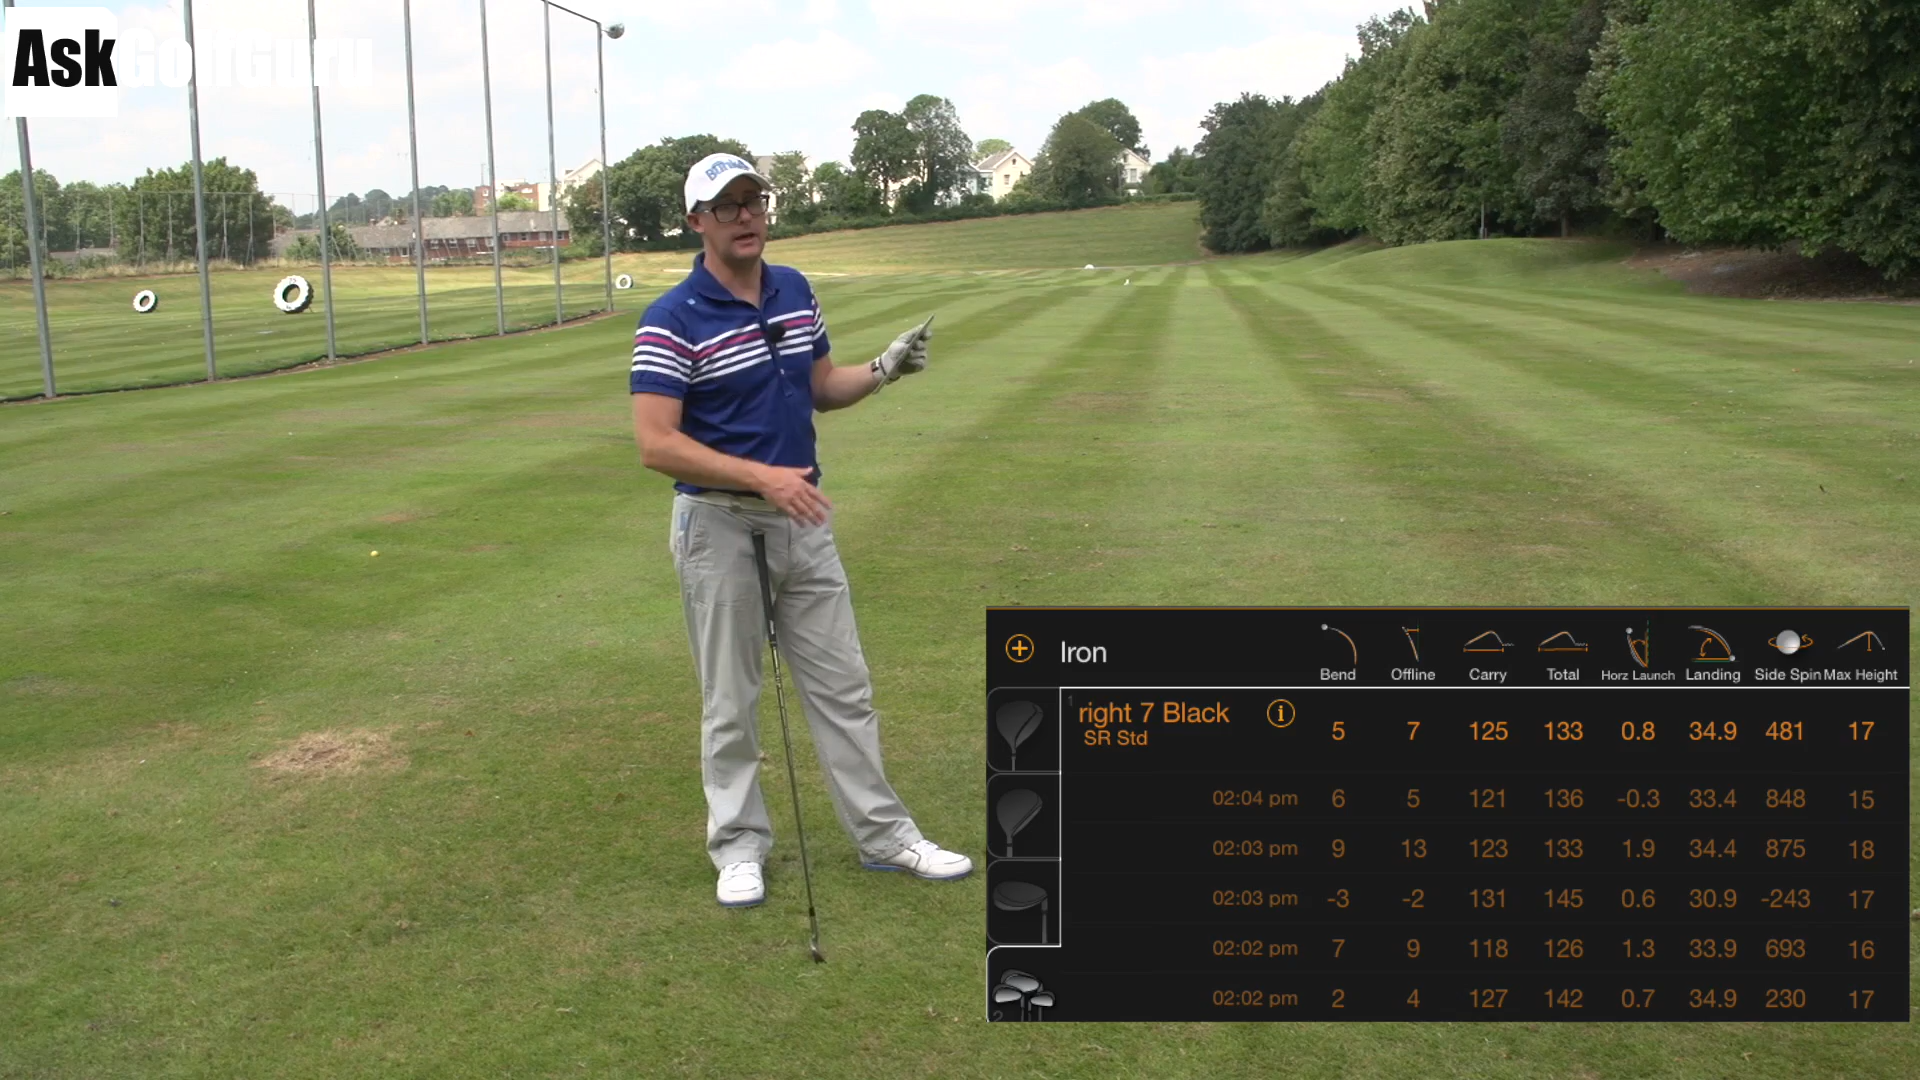 AskGolfGuru
Iron
Bend Offline Carry Total Horz Launch Landing Side Spin Max Height
1
right 7 Black
SR Std
5 7 125 133 0.8 34.9 481 17
02:04 pm 6 5 121 136 -0.3 33.4 848 15
02:03 pm 9 13 123 133 1.9 34.4 875 18
02:03 pm -3 -2 131 145 0.6 30.9 -243 17
02:02 pm 7 9 118 126 1.3 33.9 693 16
02:02 pm 2 4 127 142 0.7 34.9 230 17
2